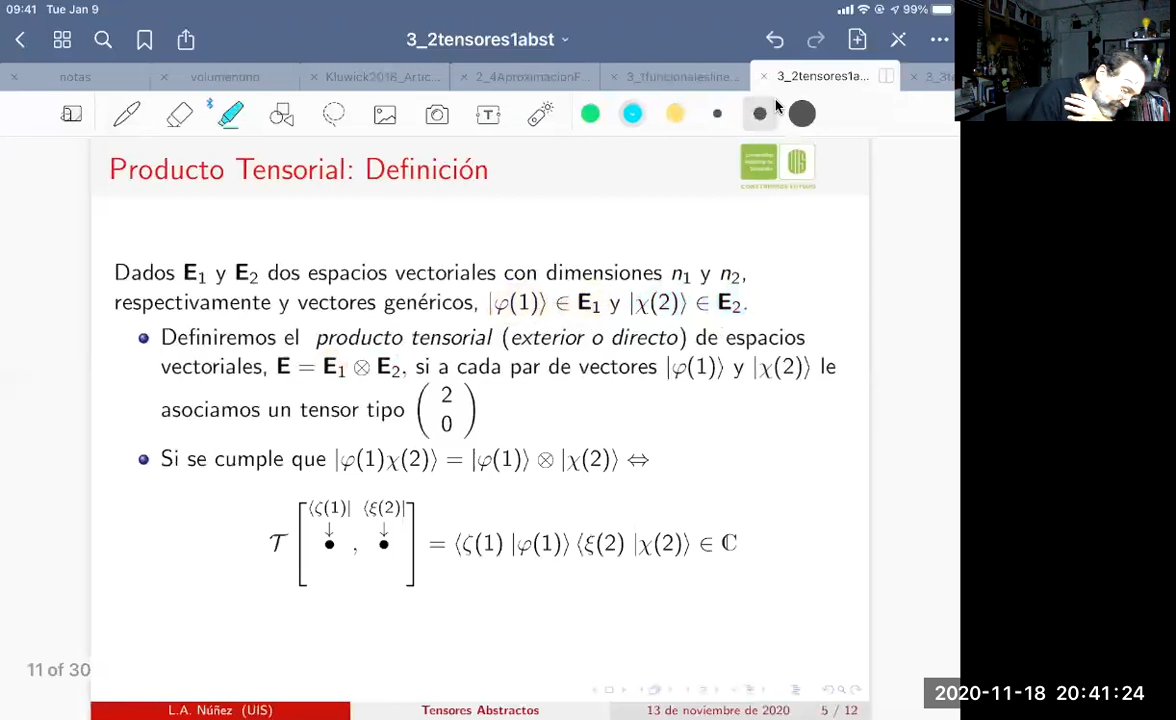 09:41 Tue Jan 9
99%
3_2tensores1abst
notas
volumenuno
Kluwick2018_Artic...
2_4AproximacionF...
3_1funcionalesline...
3_2tensores1a...
Producto Tensorial: Definición
UIS
Dados E₁ y E₂ dos espacios vectoriales con dimensiones n₁ y n₂,
respectivamente y vectores genéricos, |φ(1)⟩ ∈ E₁ y |χ(2)⟩ ∈ E₂.
Definiremos el producto tensorial (exterior o directo) de espacios
vectoriales, E = E₁ ⊗ E₂, si a cada par de vectores |φ(1)⟩ y |χ(2)⟩ le
asociamos un tensor tipo (2 0)
Si se cumple que |φ(1)χ(2)⟩ = |φ(1)⟩ ⊗ |χ(2)⟩ ⇔
T [⟨ζ(1)| ↓ • , ⟨ξ(2)| ↓ •] = ⟨ζ(1) |φ(1)⟩ ⟨ξ(2) |χ(2)⟩ ∈ ℂ
11 of 30
L.A. Núñez (UIS)
Tensores Abstractos
13 de noviembre de 2020
5 / 12
2020-11-18 20:41:24